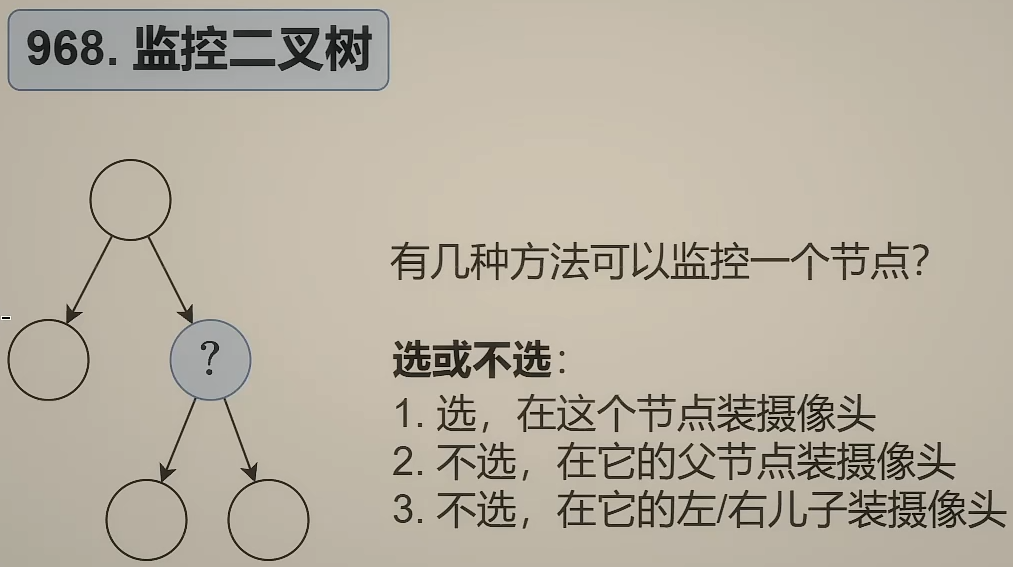 968. 监控二叉树
有几种方法可以监控一个节点？
?
选或不选：
1. 选，在这个节点装摄像头
2. 不选，在它的父节点装摄像头
3. 不选，在它的左/右儿子装摄像头